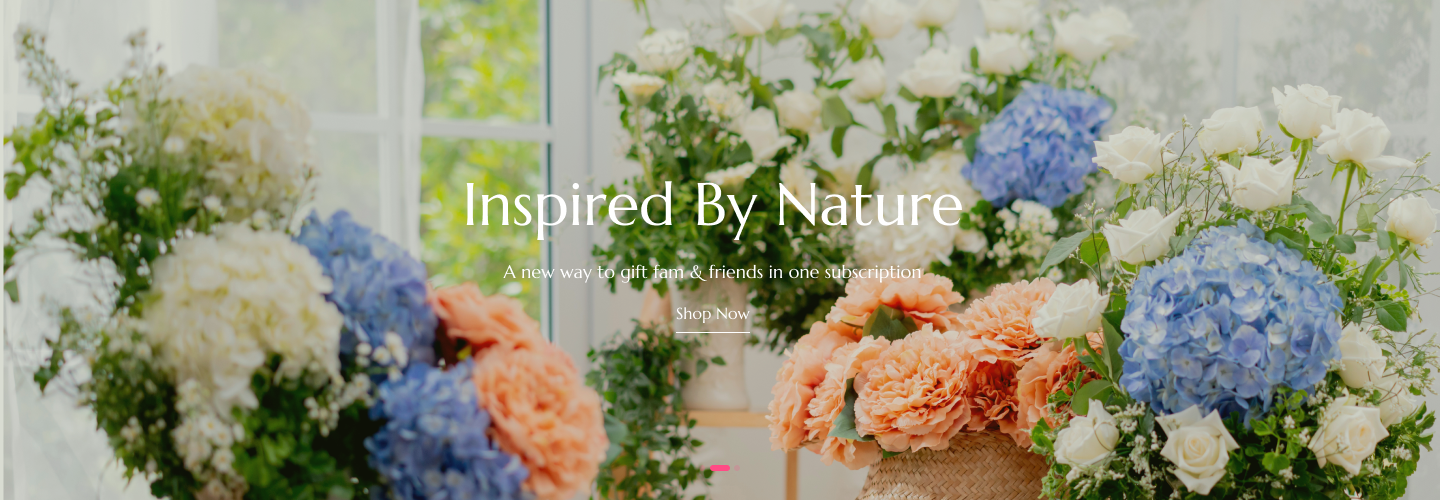 Inspired By Nature
A new way to gift fam & friends in one subscription
Shop Now